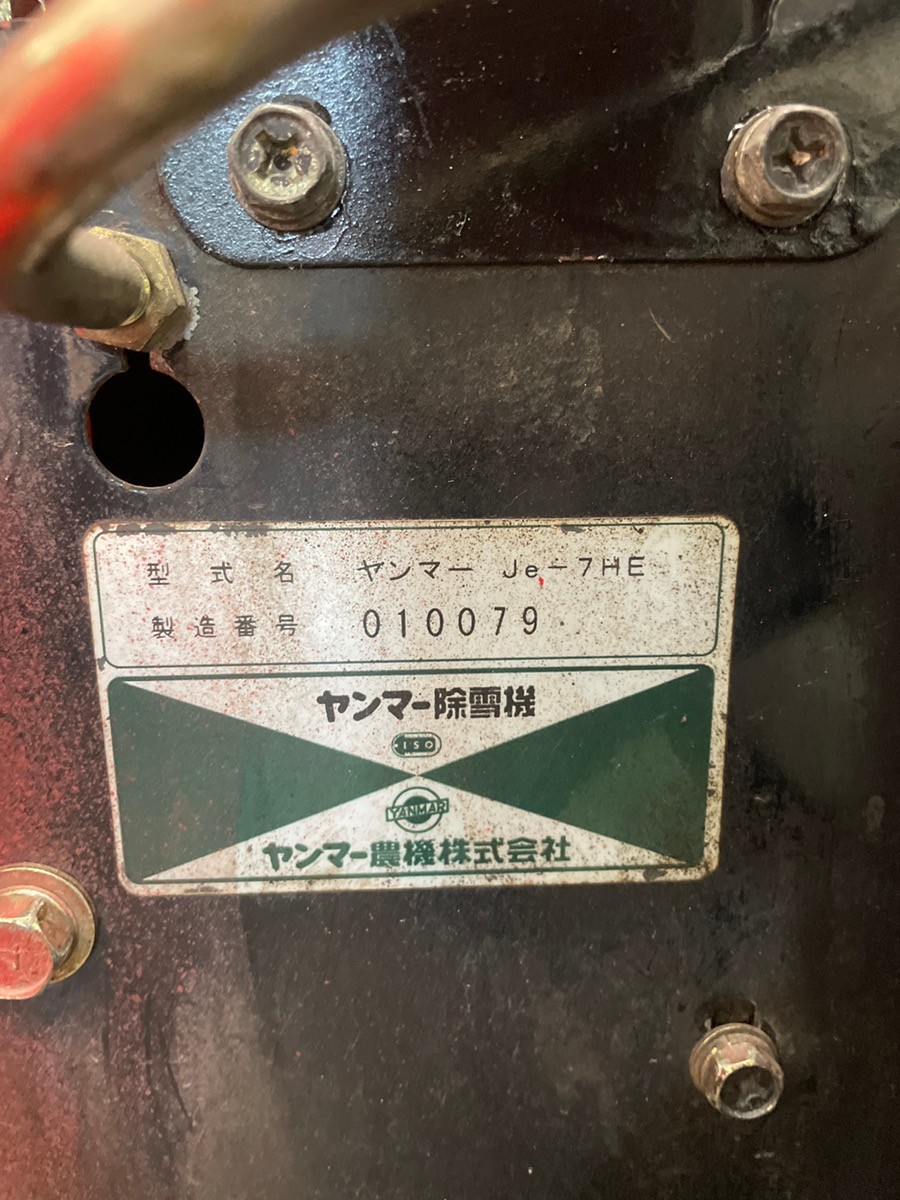 型式名 ヤンマー Je-7HE
製造番号 010079
ヤンマー除雪機
ISO
YANMAR
ヤンマー農機株式会社